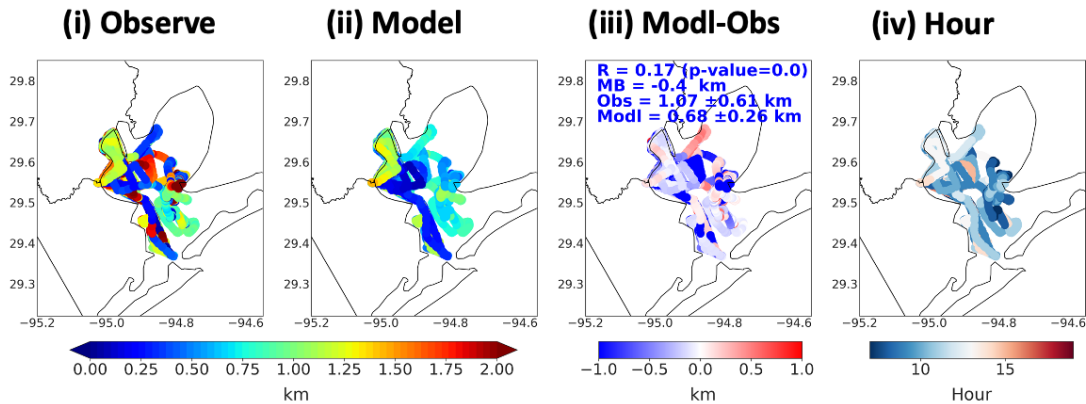 (i) Observe (ii) Model (iii) Modl-Obs (iv) Hour
R = 0.17 (p-value=0.0)
MB = -0.4 km
Obs = 1.07 ±0.61 km
Modl = 0.68 ±0.26 km
29.8 29.8 29.8 29.8
29.7 29.7 29.7 29.7
29.6 29.6 29.6 29.6
29.5 29.5 29.5 29.5
29.4 29.4 29.4 29.4
29.3 29.3 29.3 29.3
−95.2 −95.0 −94.8 −94.6 −95.2 −95.0 −94.8 −94.6 −95.2 −95.0 −94.8 −94.6 −95.2 −95.0 −94.8 −94.6
0.00 0.25 0.50 0.75 1.00 1.25 1.50 1.75 2.00 −1.0 −0.5 0.0 0.5 1.0 10 15
km km Hour